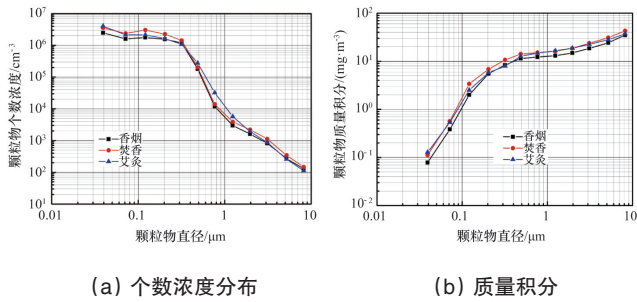 10⁷
10⁶
10⁵
10⁴
10³
10²
10¹
颗粒物个数浓度/cm⁻³
香烟
焚香
艾灸
0.01
0.1
1
10
颗粒物直径/μm
(a) 个数浓度分布
10²
10¹
10⁰
10⁻¹
10⁻²
颗粒物质量积分/(mg·m⁻²)
香烟
焚香
艾灸
0.01
0.1
1
10
颗粒物直径/μm
(b) 质量积分